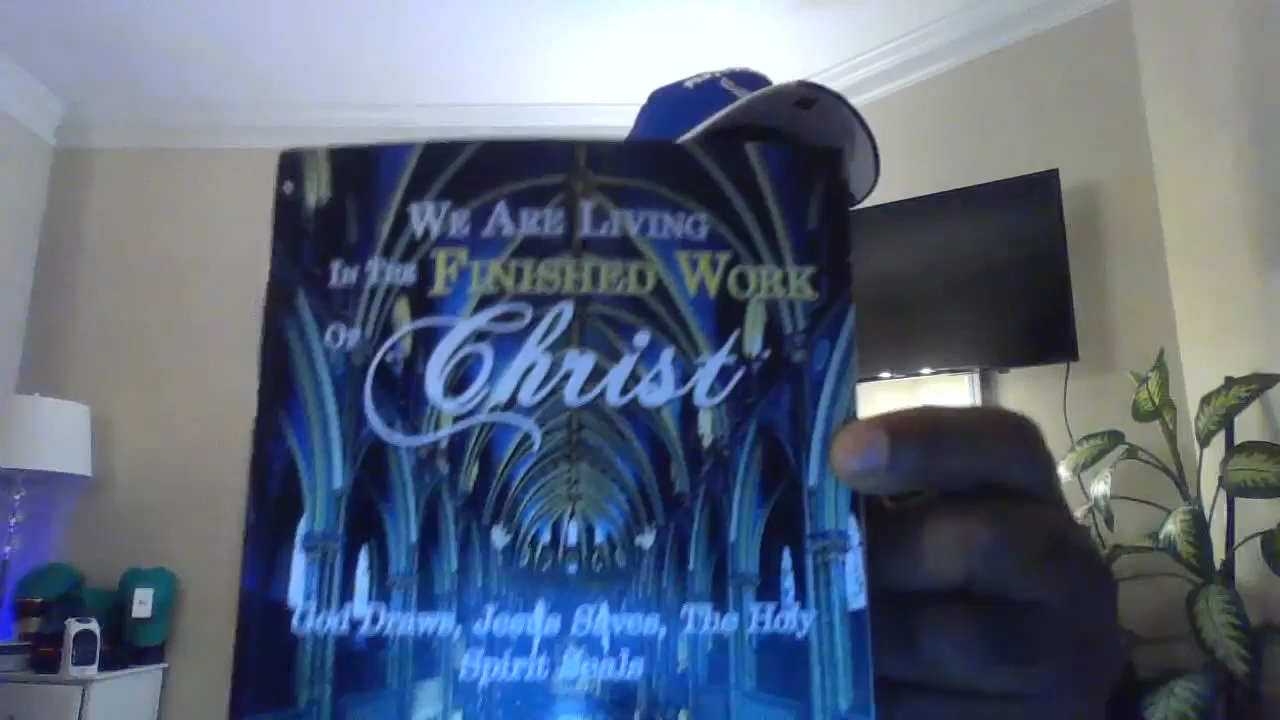 We Are Living
In The Finished Work
Of Christ
God Draws, Jesus Saves, The Holy
Spirit Seals